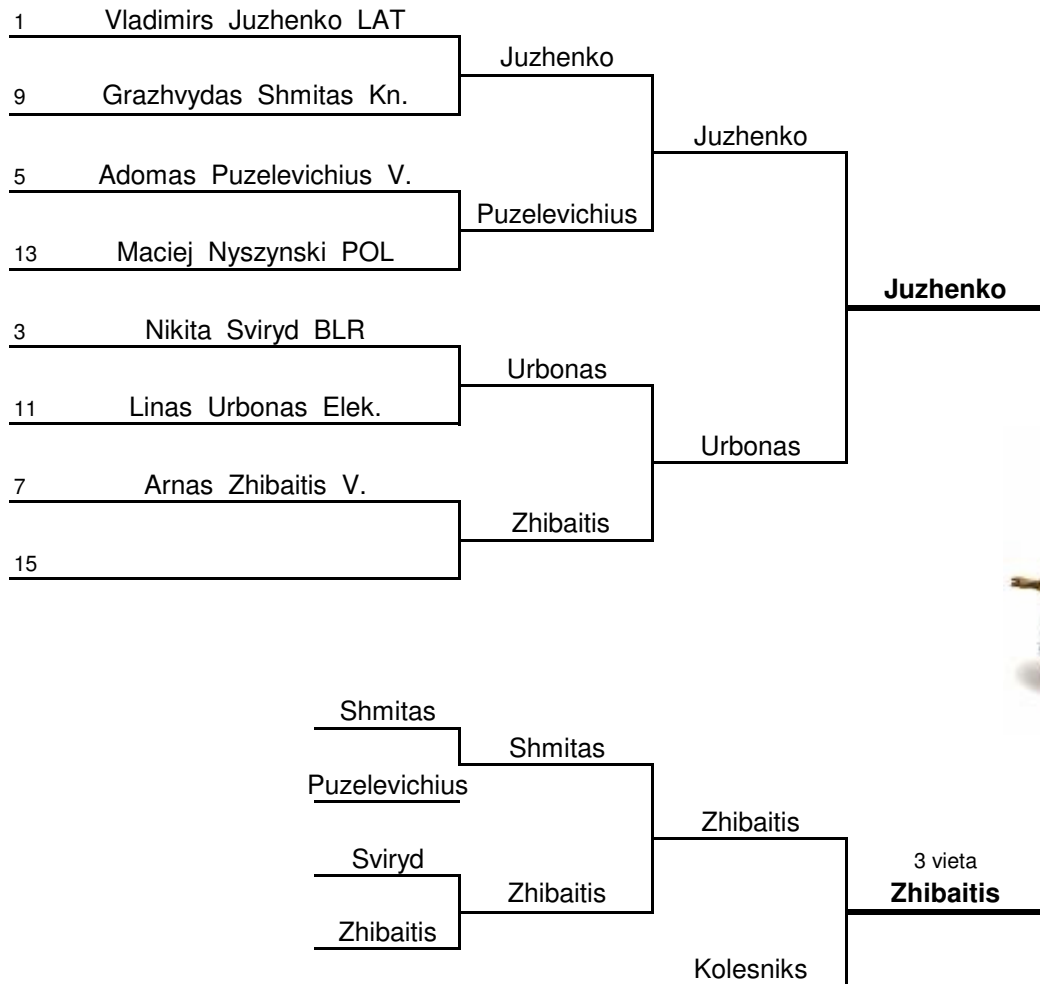 1 Vladimirs Juzhenko LAT
Juzhenko
9 Grazhvydas Shmitas Kn.
Juzhenko
5 Adomas Puzelevichius V.
Puzelevichius
13 Maciej Nyszynski POL
Juzhenko
3 Nikita Sviryd BLR
Urbonas
11 Linas Urbonas Elek.
Urbonas
7 Arnas Zhibaitis V.
Zhibaitis
15
Shmitas
Shmitas
Puzelevichius
Zhibaitis
Sviryd
3 vieta
Zhibaitis
Zhibaitis
Zhibaitis
Kolesniks